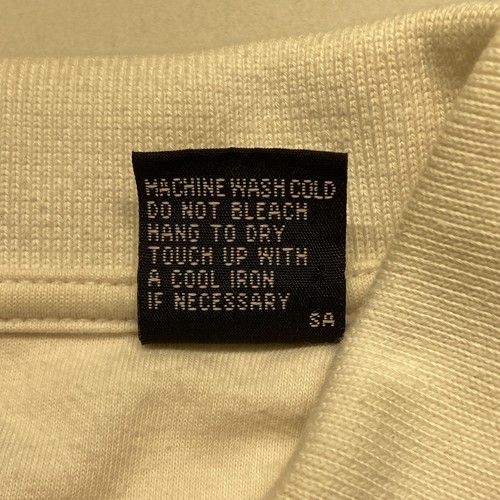 MACHINE WASH COLD
DO NOT BLEACH
HANG TO DRY
TOUCH UP WITH
A COOL IRON
IF NECESSARY
SA